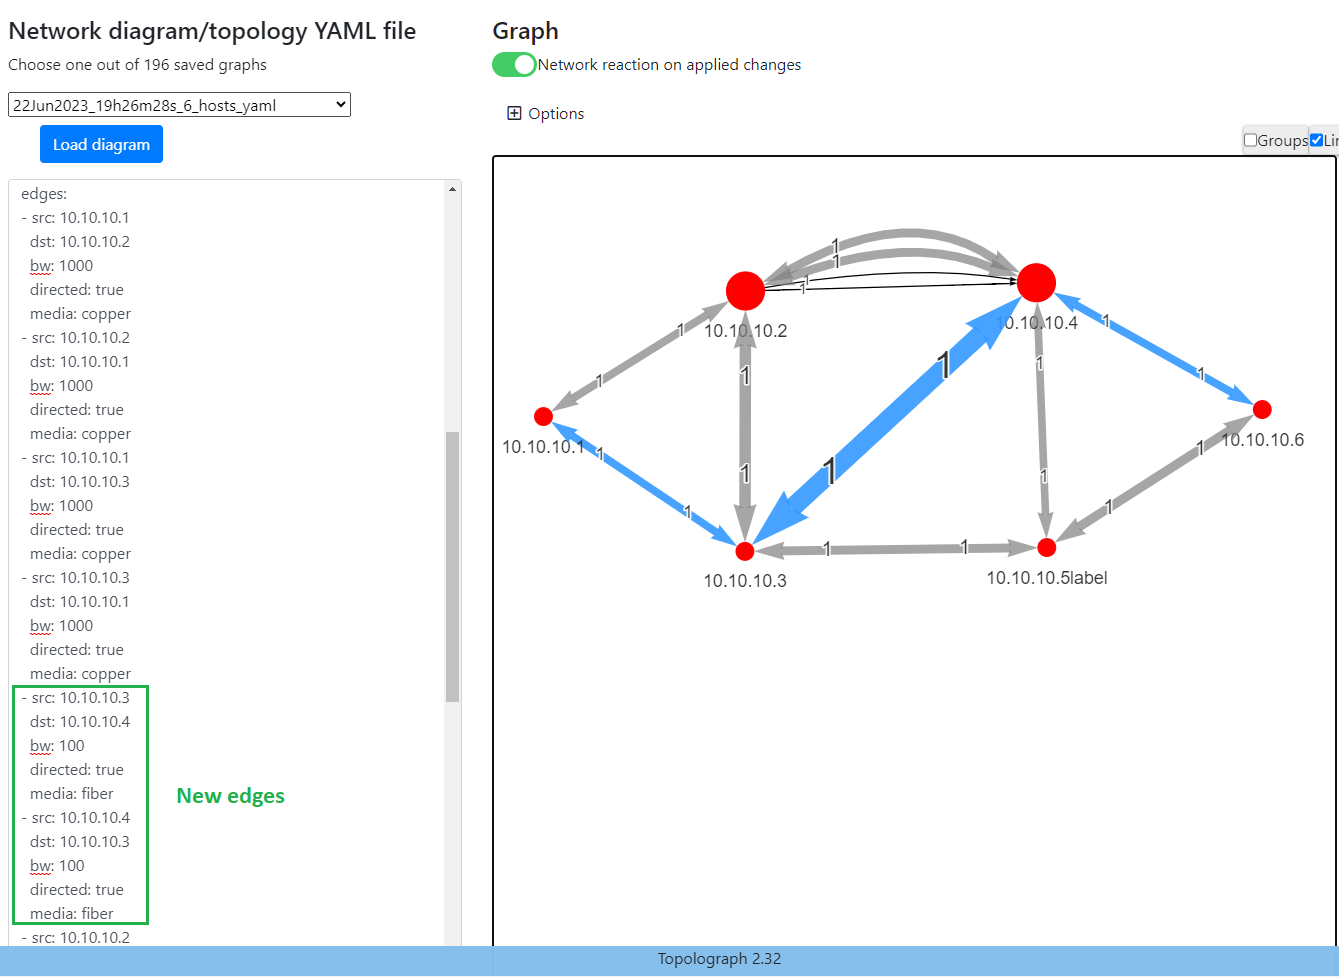 Network diagram/topology YAML file
Choose one out of 196 saved graphs
22Jun2023_19h26m28s_6_hosts_yaml
Load diagram
edges:
- src: 10.10.10.1
dst: 10.10.10.2
bw: 1000
directed: true
media: copper
- src: 10.10.10.2
dst: 10.10.10.1
bw: 1000
directed: true
media: copper
- src: 10.10.10.1
dst: 10.10.10.3
bw: 1000
directed: true
media: copper
- src: 10.10.10.3
dst: 10.10.10.1
bw: 1000
directed: true
media: copper
- src: 10.10.10.3
dst: 10.10.10.4
bw: 100
directed: true
media: fiber
- src: 10.10.10.4
dst: 10.10.10.3
bw: 100
directed: true
media: fiber
- src: 10.10.10.2
New edges
Graph
Network reaction on applied changes
Options
Groups
Lin
1
1
1
1
10.10.10.2
10.10.10.4
1
1
1
1
1
1
1
1
10.10.10.1
10.10.10.6
1
1
1
1
1
1
1
1
1
10.10.10.3
10.10.10.5label
Topolograph 2.32